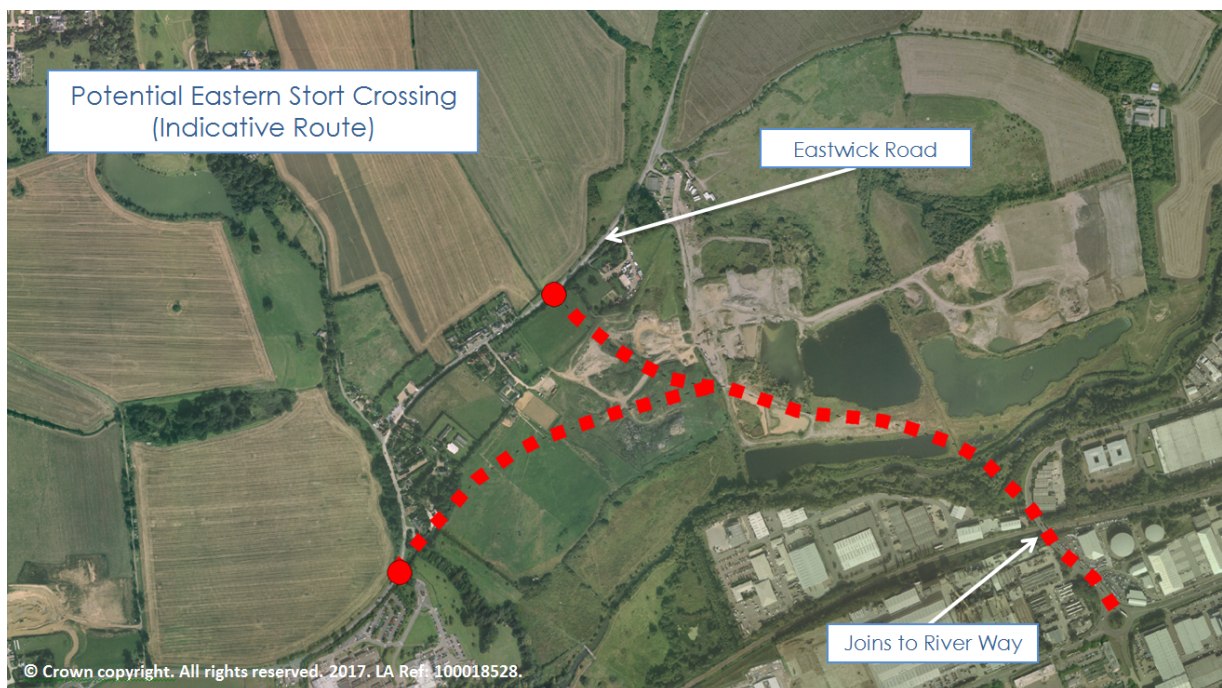 Potential Eastern Stort Crossing
(Indicative Route)
Eastwick Road
Joins to River Way
© Crown copyright. All rights reserved. 2017. LA Ref: 100018528.